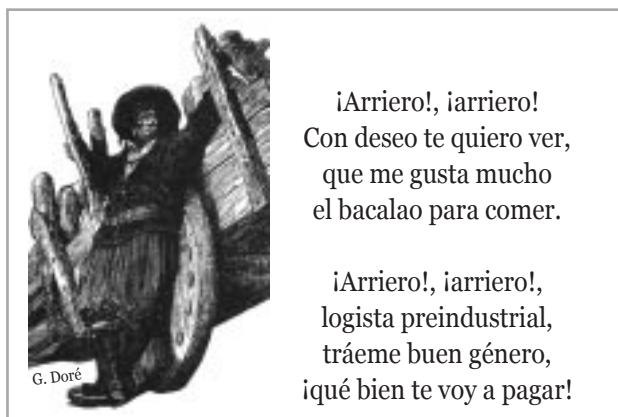 ¡Arriero!, ¡arriero!
Con deseo te quiero ver,
que me gusta mucho
el bacalao para comer.
¡Arriero!, ¡arriero!,
logista preindustrial,
tráeme buen género,
¡qué bien te voy a pagar!
G. Doré